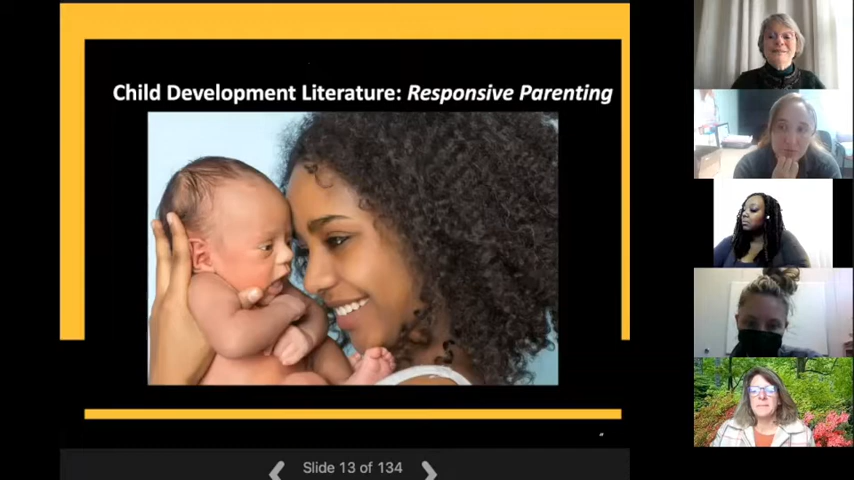 Child Development Literature: Responsive Parenting
Slide 13 of 134